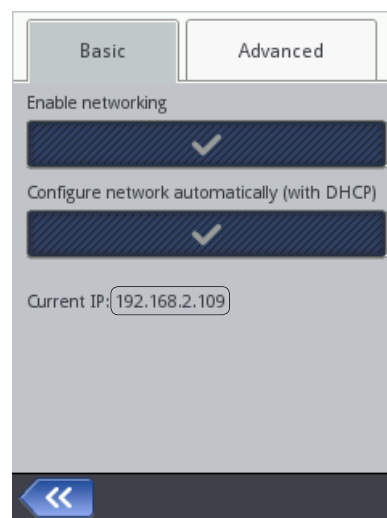 Basic
Advanced
Enable networking
Configure network automatically (with DHCP)
Current IP: 192.168.2.109